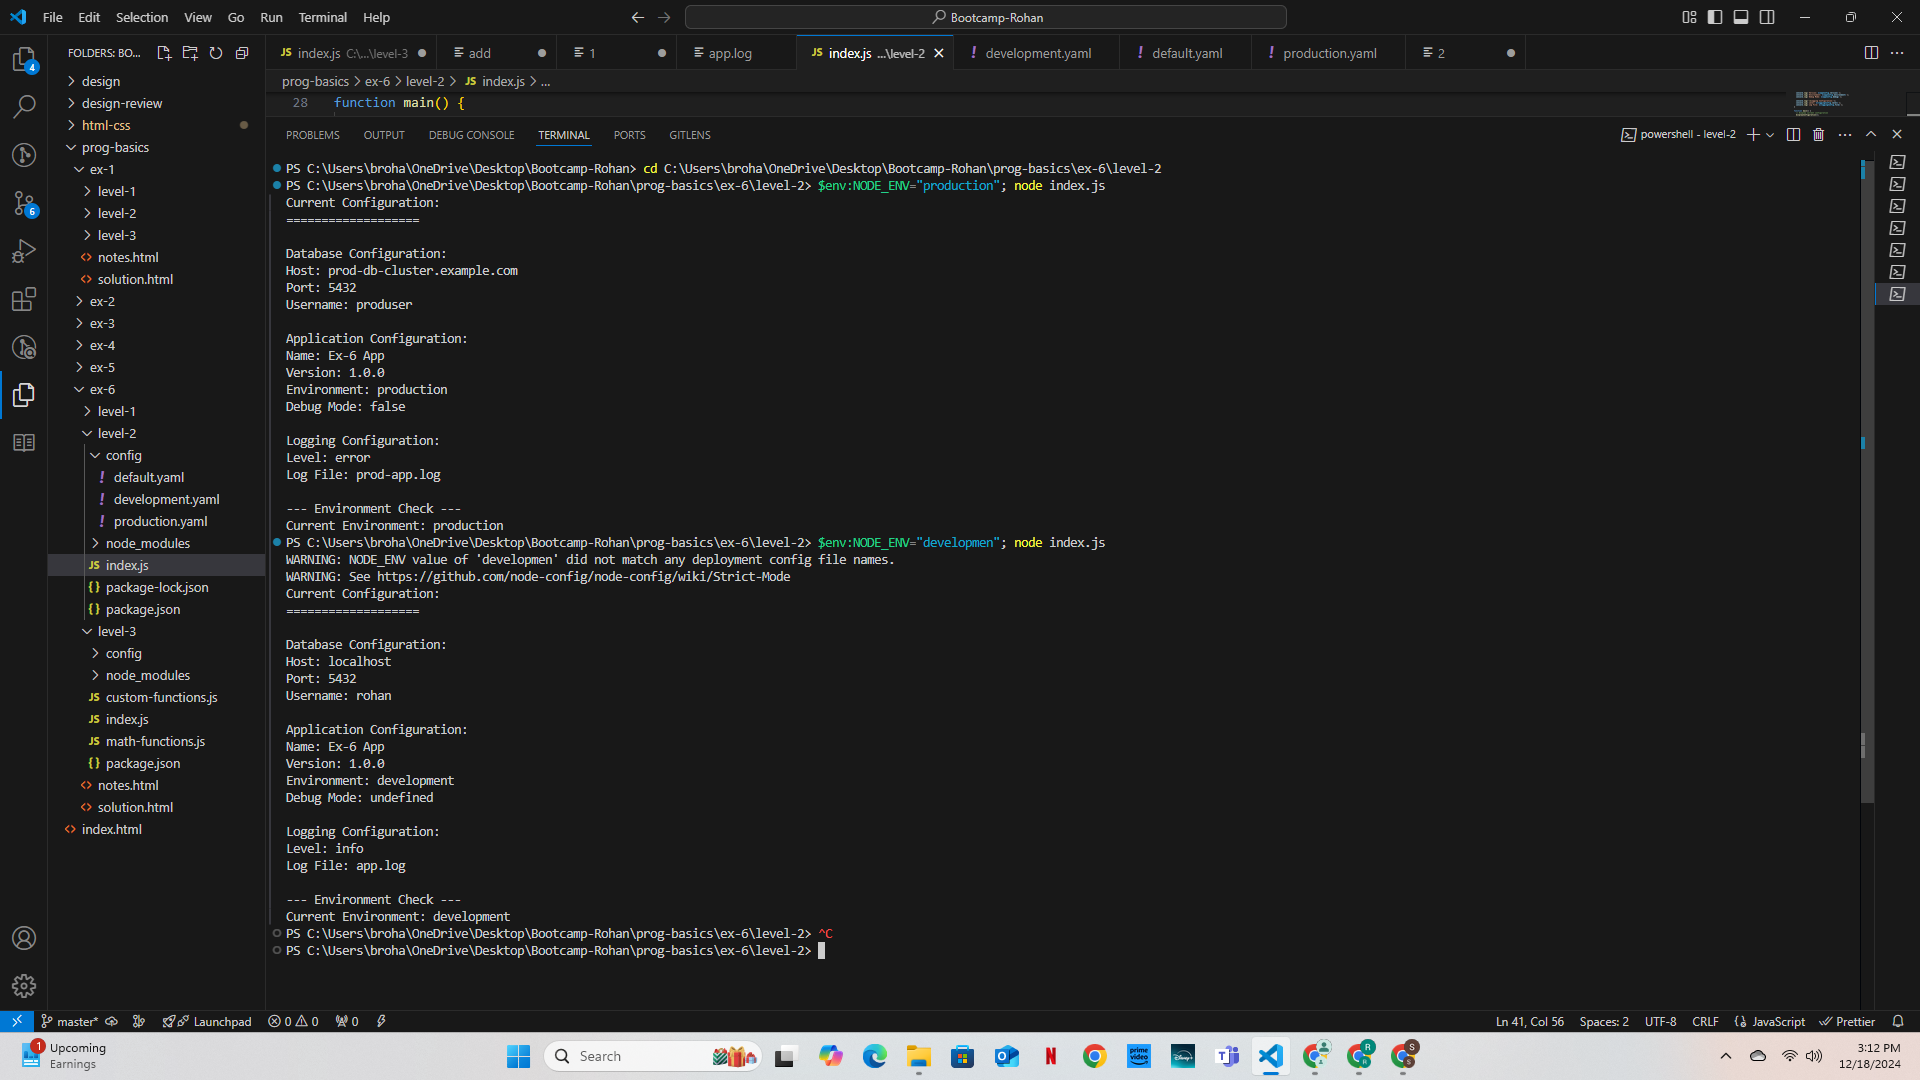 File Edit Selection View Go Run Terminal Help
Bootcamp-Rohan
FOLDERS: BO...
index.js C:\...\level-3
add
1
app.log
index.js ...\level-2
development.yaml
default.yaml
production.yaml
2
prog-basics > ex-6 > level-2 > JS index.js > ...
28 function main() {
PROBLEMS OUTPUT DEBUG CONSOLE TERMINAL PORTS GITLENS
powershell - level-2
design
design-review
html-css
prog-basics
ex-1
level-1
level-2
level-3
notes.html
solution.html
ex-2
ex-3
ex-4
ex-5
ex-6
level-1
level-2
config
default.yaml
development.yaml
production.yaml
node_modules
index.js
package-lock.json
package.json
level-3
config
node_modules
custom-functions.js
index.js
math-functions.js
package.json
notes.html
solution.html
index.html
PS C:\Users\broha\OneDrive\Desktop\Bootcamp-Rohan> cd C:\Users\broha\OneDrive\Desktop\Bootcamp-Rohan\prog-basics\ex-6\level-2
PS C:\Users\broha\OneDrive\Desktop\Bootcamp-Rohan\prog-basics\ex-6\level-2> $env:NODE_ENV="production"; node index.js
Current Configuration:
===================
Database Configuration:
Host: prod-db-cluster.example.com
Port: 5432
Username: produser
Application Configuration:
Name: Ex-6 App
Version: 1.0.0
Environment: production
Debug Mode: false
Logging Configuration:
Level: error
Log File: prod-app.log
--- Environment Check ---
Current Environment: production
PS C:\Users\broha\OneDrive\Desktop\Bootcamp-Rohan\prog-basics\ex-6\level-2> $env:NODE_ENV="developmen"; node index.js
WARNING: NODE_ENV value of 'developmen' did not match any deployment config file names.
WARNING: See https://github.com/node-config/node-config/wiki/Strict-Mode
Current Configuration:
===================
Database Configuration:
Host: localhost
Port: 5432
Username: rohan
Application Configuration:
Name: Ex-6 App
Version: 1.0.0
Environment: development
Debug Mode: undefined
Logging Configuration:
Level: info
Log File: app.log
--- Environment Check ---
Current Environment: development
PS C:\Users\broha\OneDrive\Desktop\Bootcamp-Rohan\prog-basics\ex-6\level-2> ^C
PS C:\Users\broha\OneDrive\Desktop\Bootcamp-Rohan\prog-basics\ex-6\level-2>
master* Launchpad 0 0 0
Ln 41, Col 56 Spaces: 2 UTF-8 CRLF {} JavaScript Prettier
1 Upcoming
Earnings
Search
3:12 PM
12/18/2024